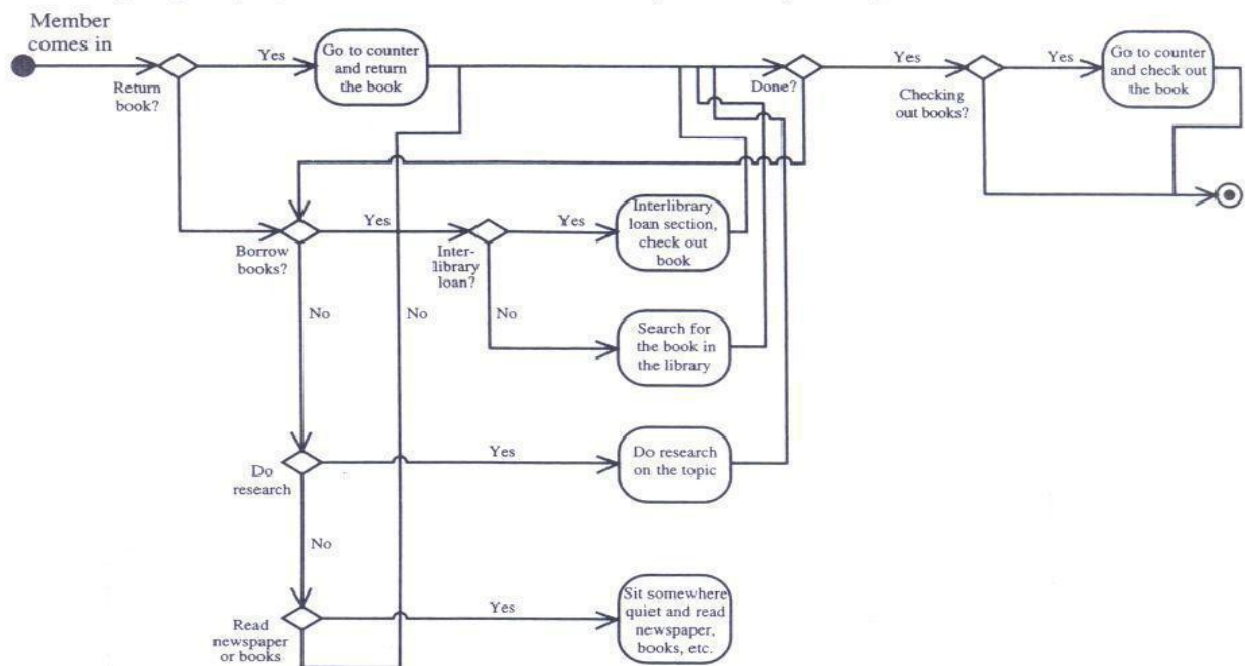 Member
comes in
Return
book?
Yes
Go to counter
and return
the book
Done?
Yes
Checking
out books?
Yes
Go to counter
and check out
the book
Borrow
books?
Yes
Inter-
library
loan?
Yes
Interlibrary
loan section,
check out
book
No
No
No
Search for
the book in
the library
Do
research
Yes
Do research
on the topic
No
Read
newspaper
or books
Yes
Sit somewhere
quiet and read
newspaper,
books, etc.